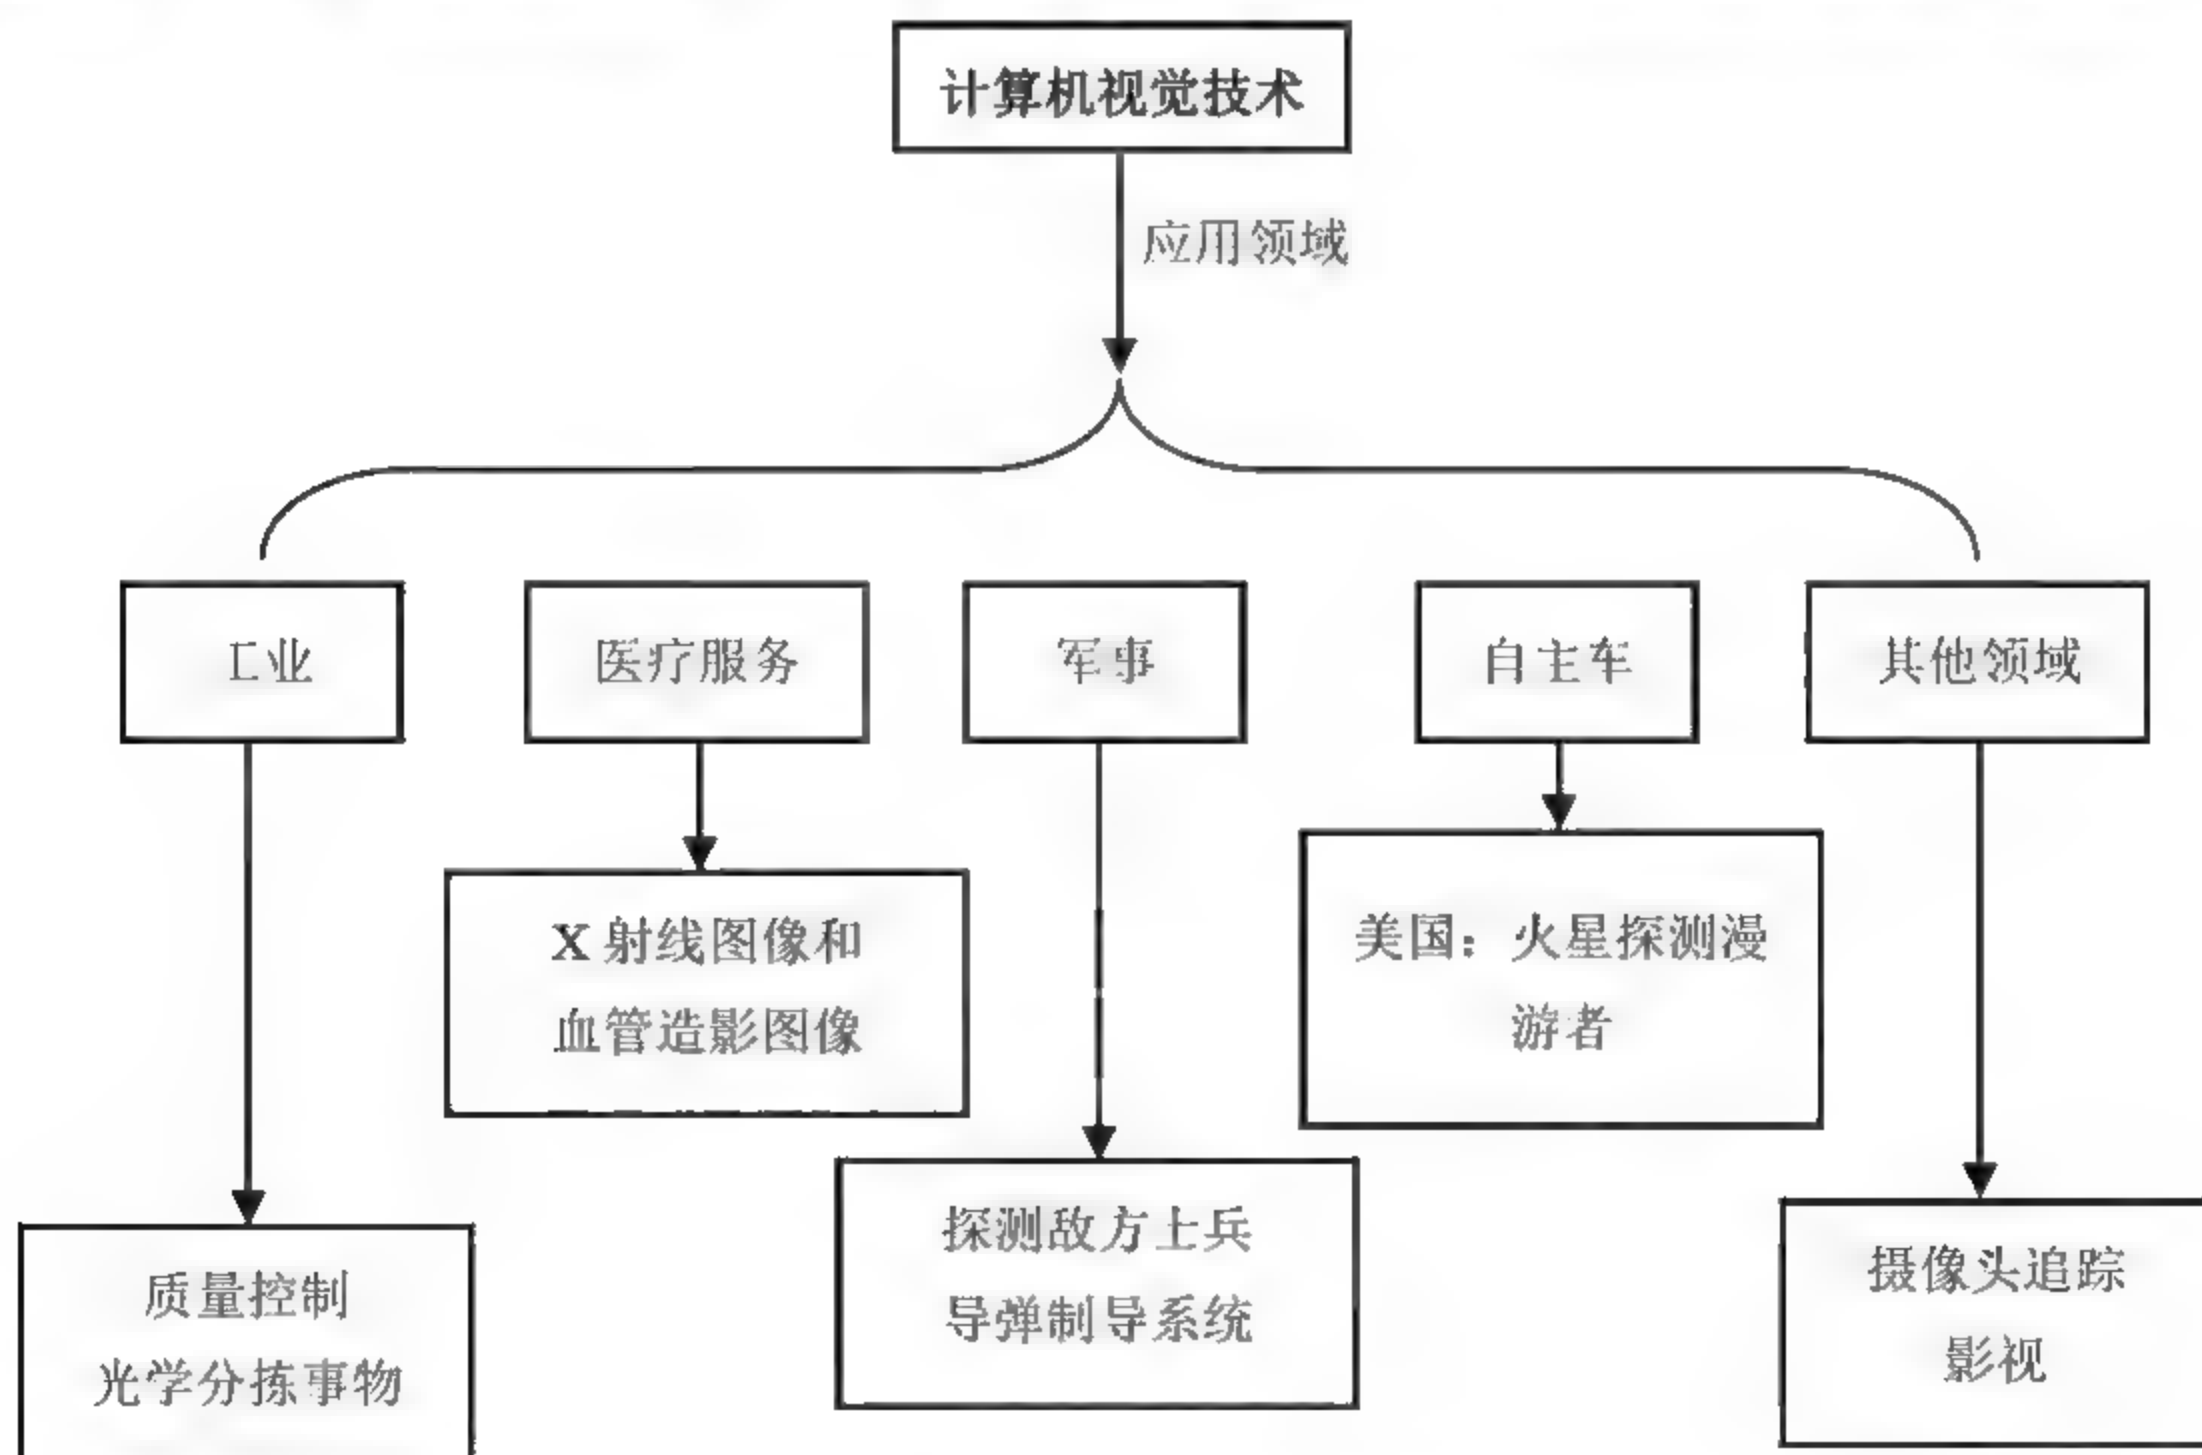 计算机视觉技术
应用领域
工业
医疗服务
军事
自主车
其他领域
X 射线图像和
血管造影图像
美国：火星探测漫
游者
探测敌方士兵
导弹制导系统
质量控制
光学分拣事物
摄像头追踪
影视